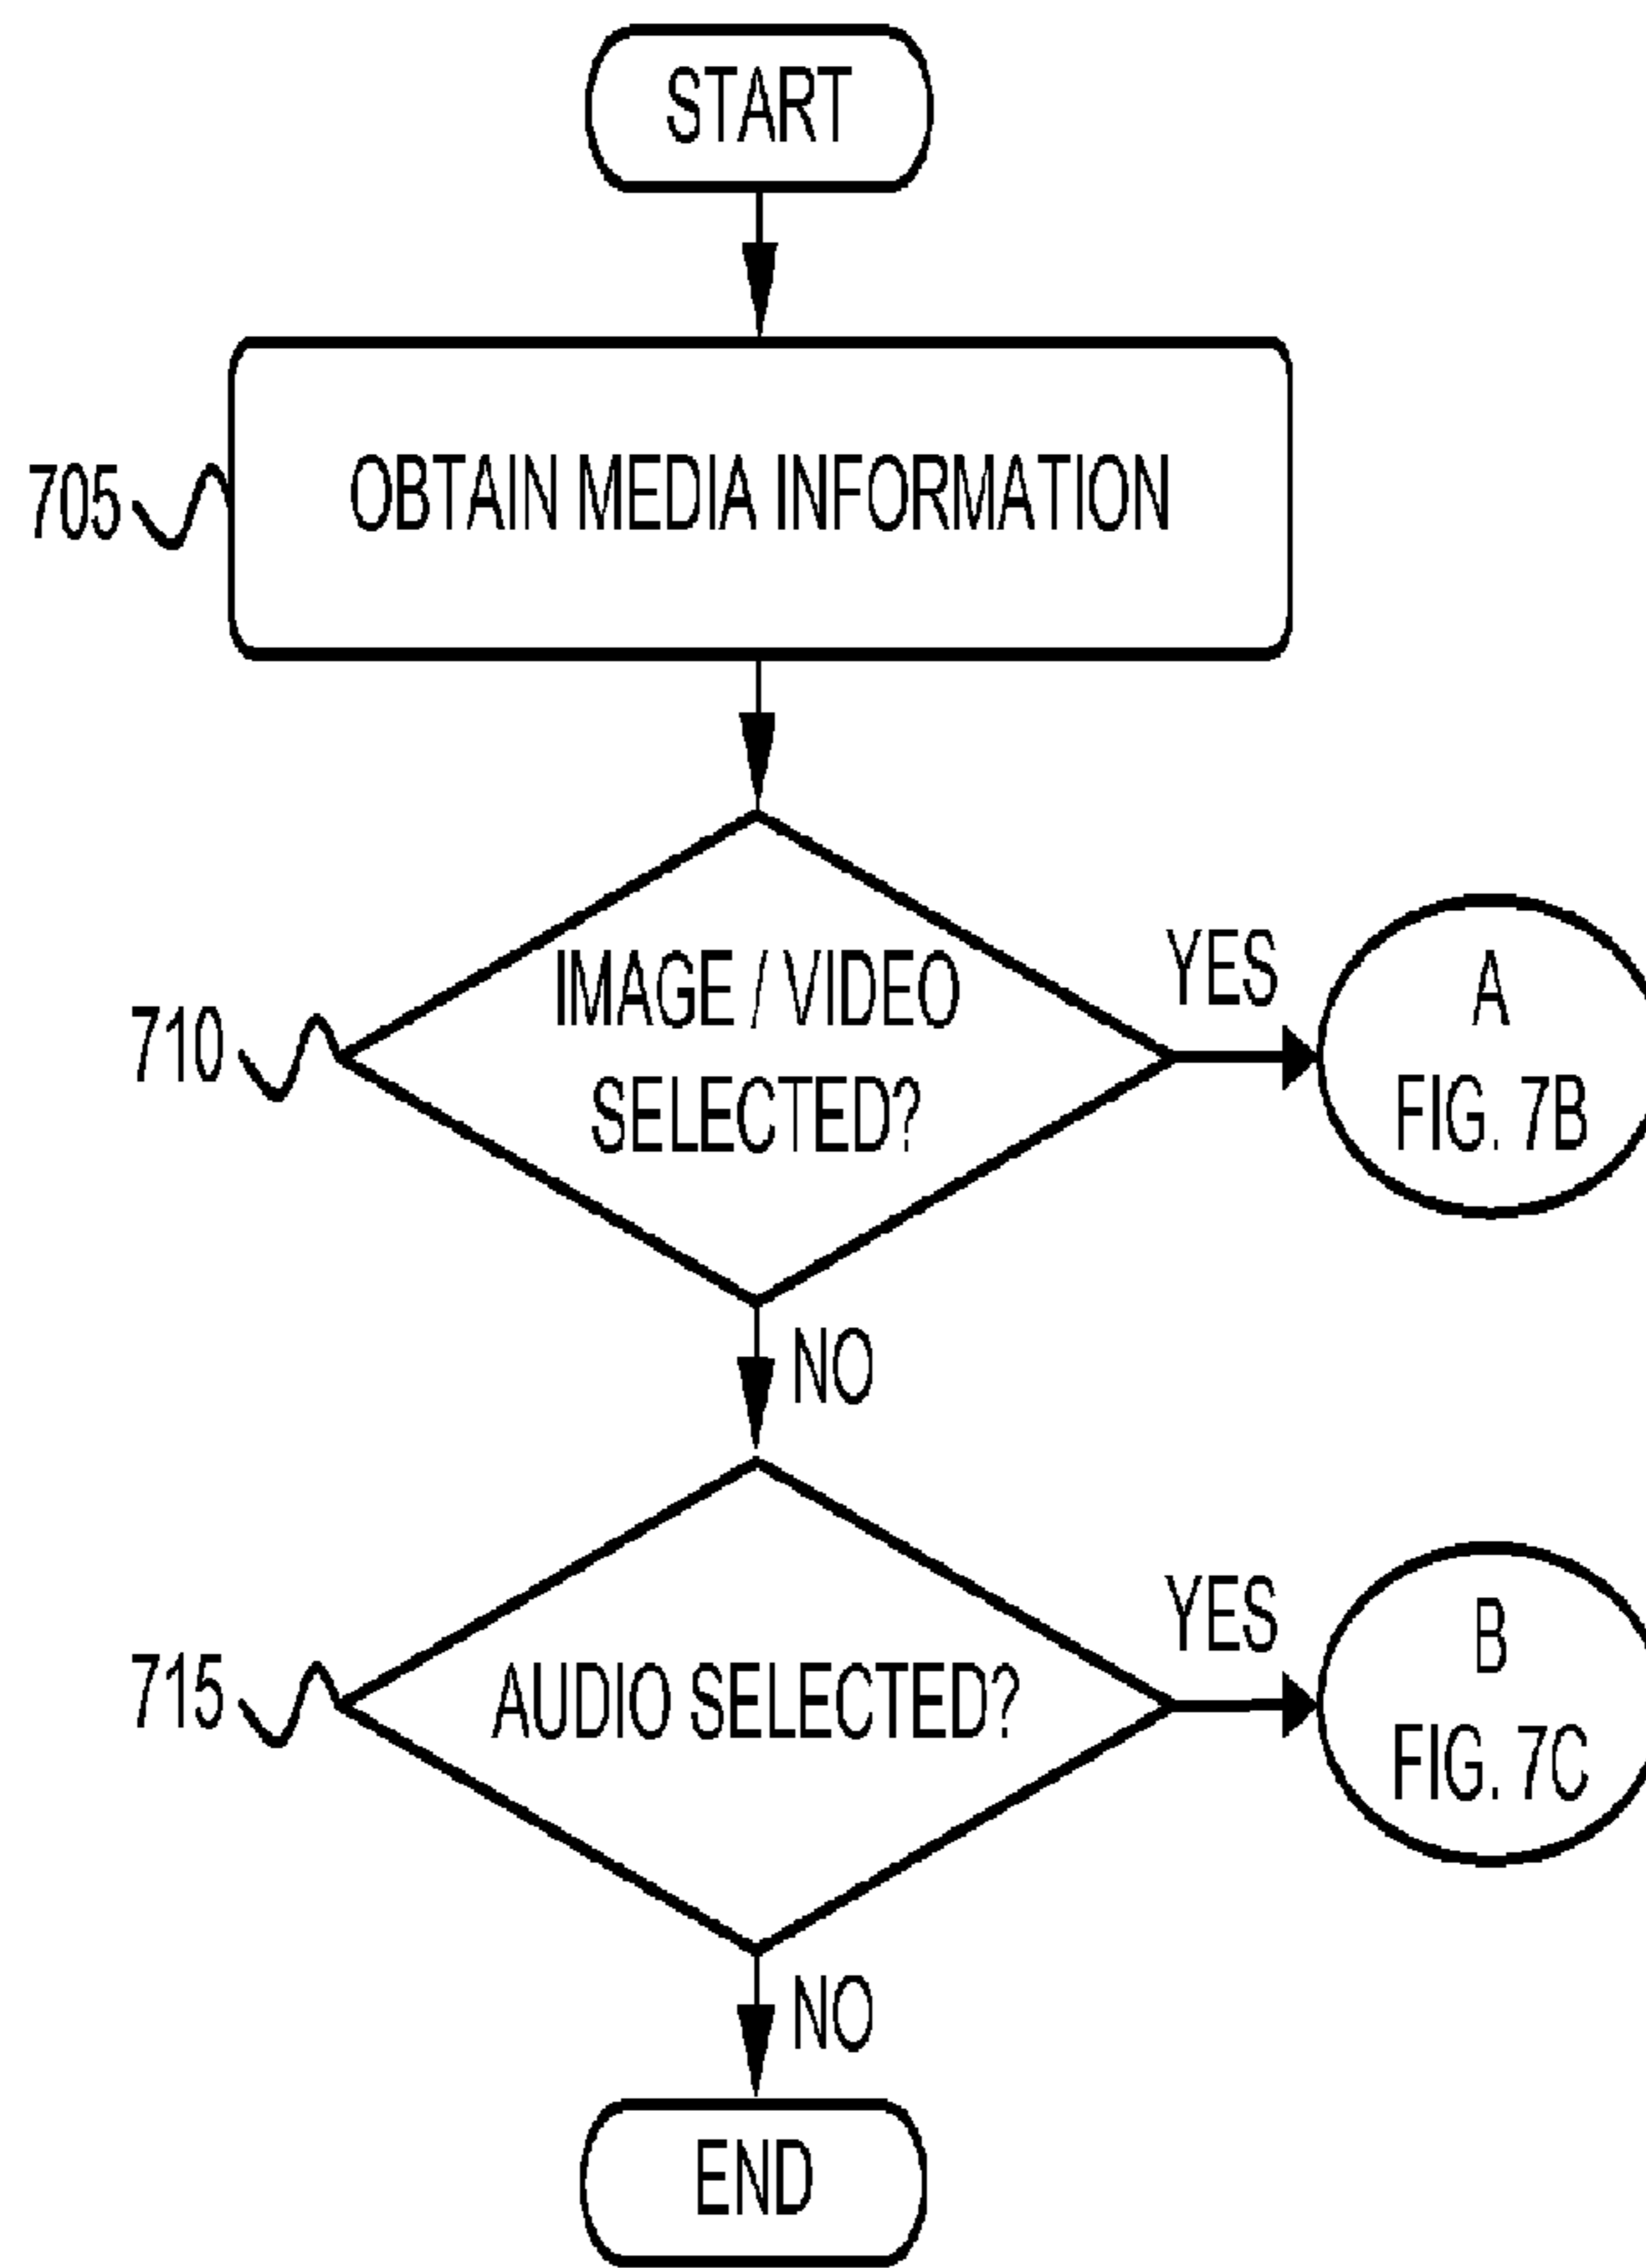 START
705
OBTAIN MEDIA INFORMATION
710
IMAGE / VIDEO
SELECTED?
YES
A
FIG. 7B
NO
715
AUDIO SELECTED?
YES
B
FIG. 7C
NO
END